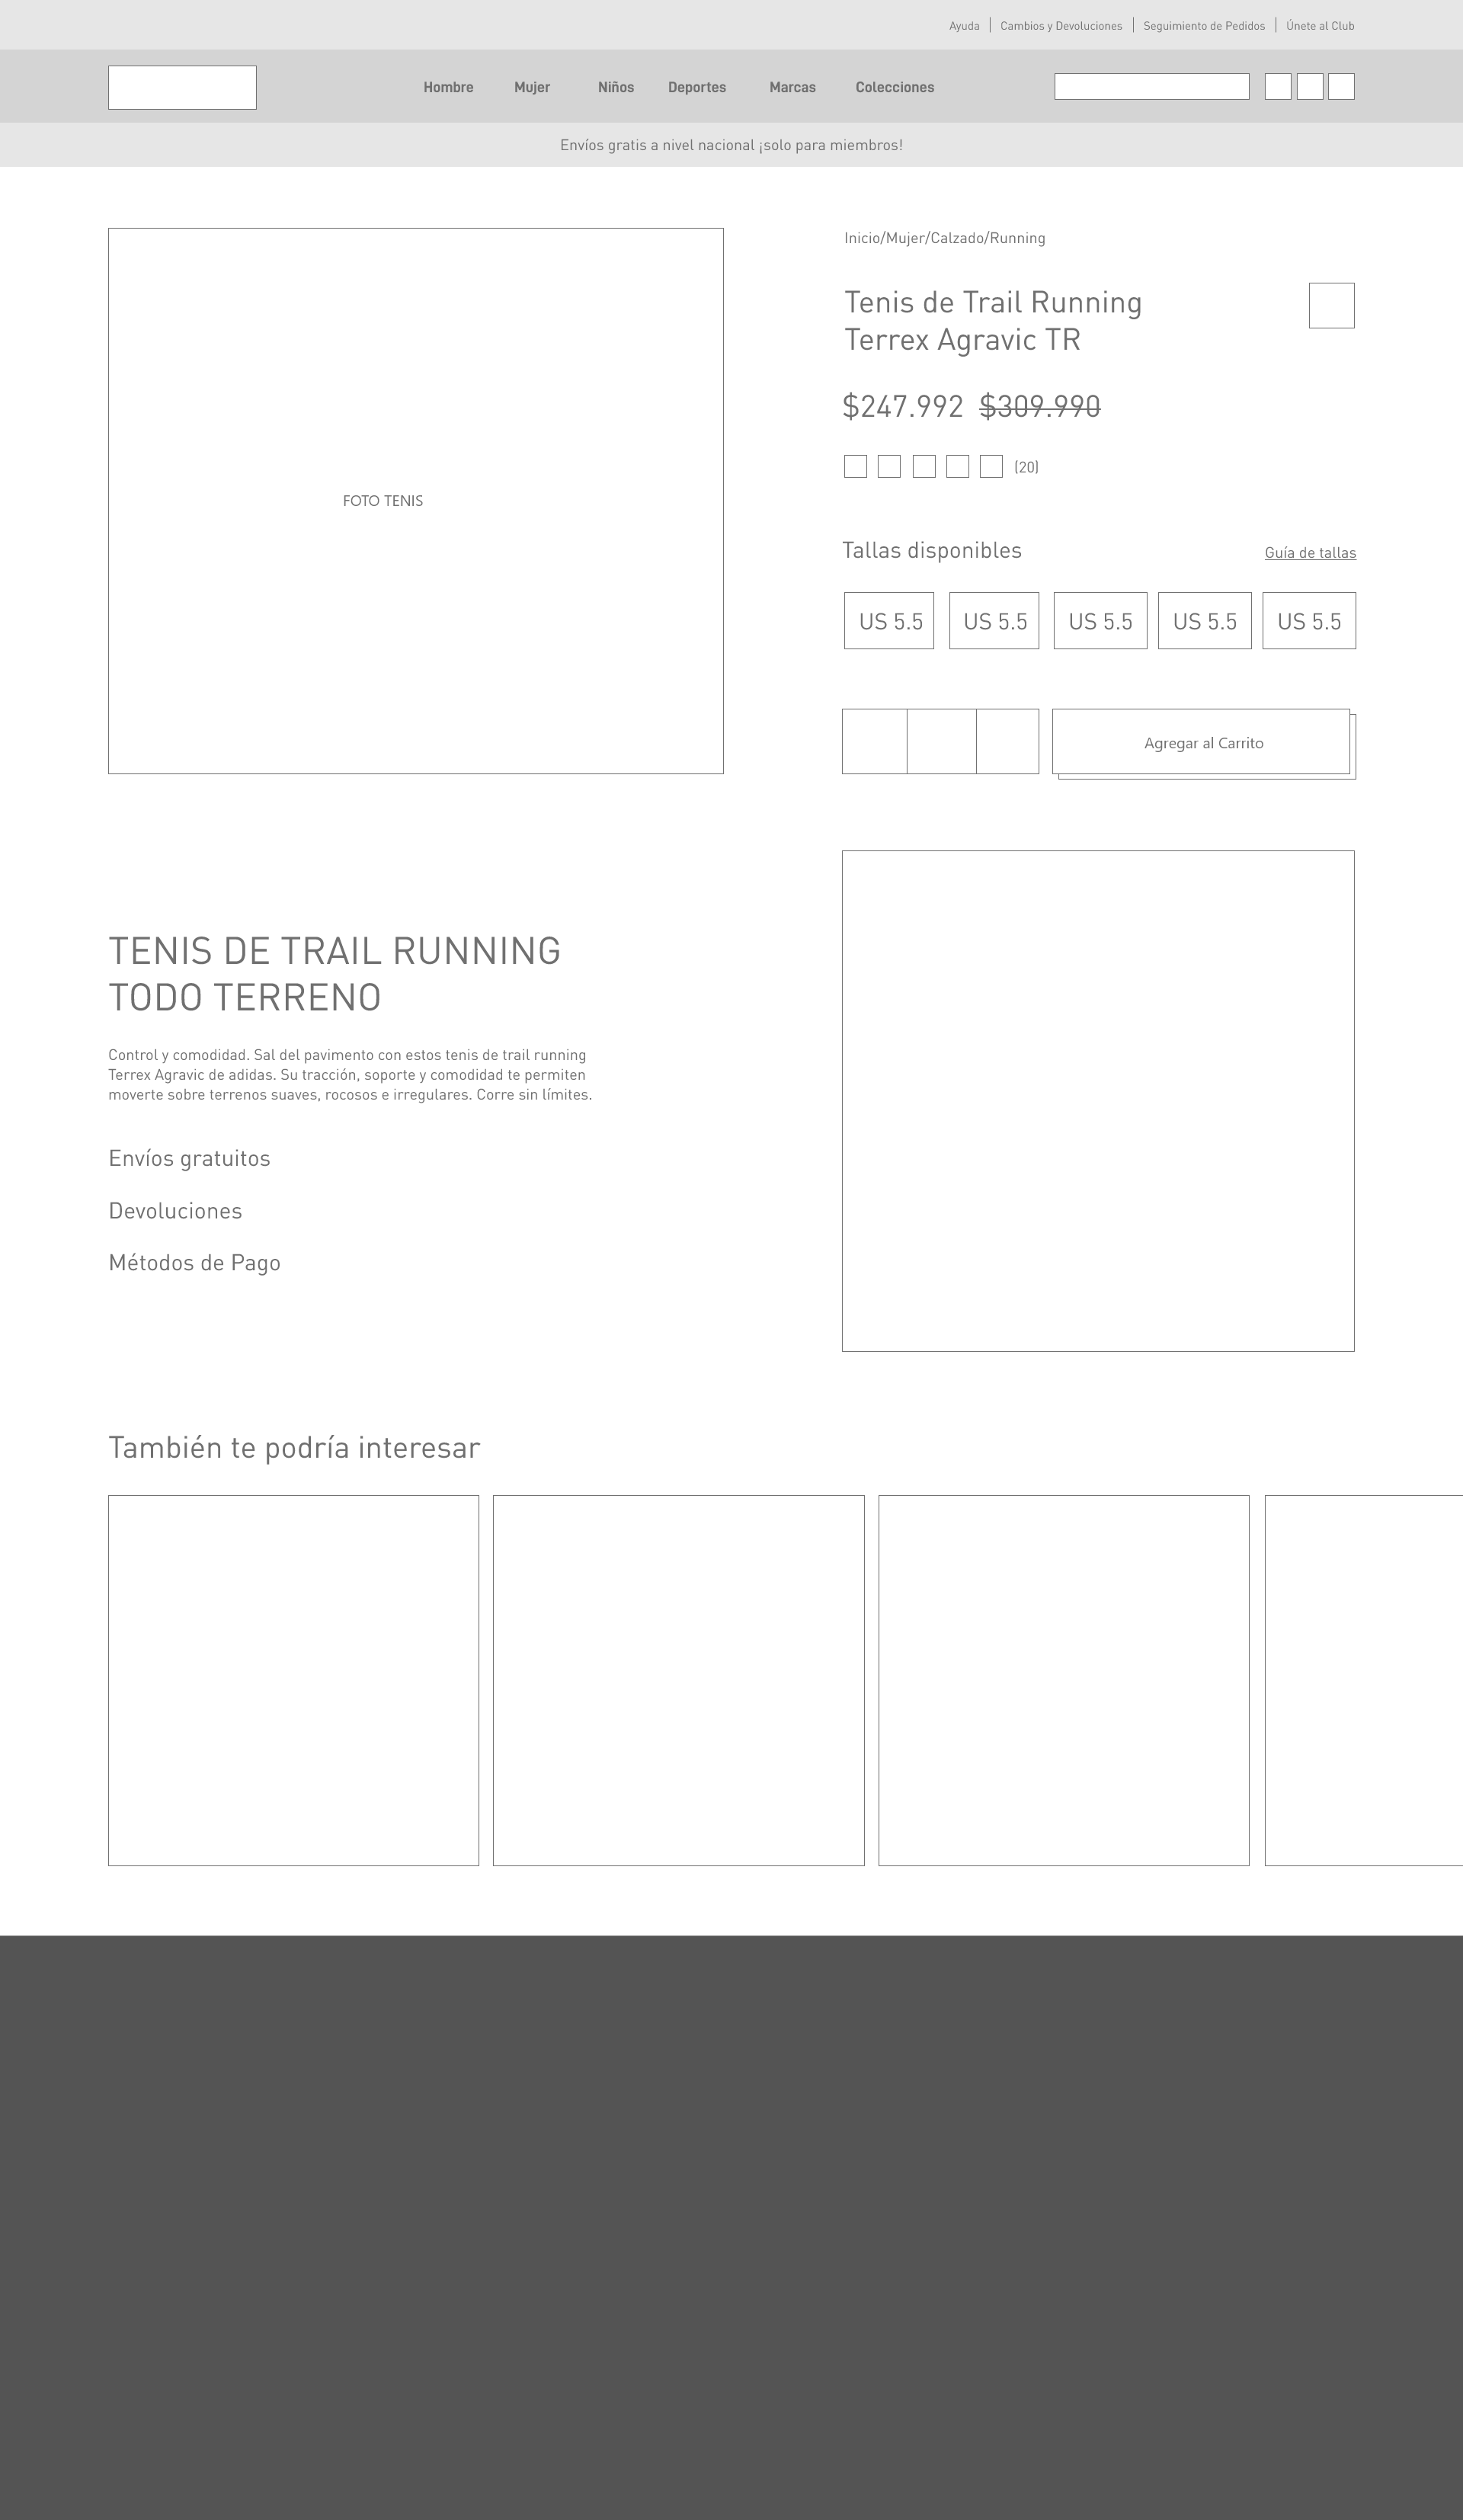 Ayuda Cambios y Devoluciones Seguimiento de Pedidos Únete al Club
Hombre Mujer Niños Deportes Marcas Colecciones
Envíos gratis a nivel nacional ¡solo para miembros!
Inicio/Mujer/Calzado/Running
Tenis de Trail Running
Terrex Agravic TR
$247.992 $309.990
(20)
FOTO TENIS
Tallas disponibles Guía de tallas
US 5.5 US 5.5 US 5.5 US 5.5 US 5.5
Agregar al Carrito
TENIS DE TRAIL RUNNING
TODO TERRENO
Control y comodidad. Sal del pavimento con estos tenis de trail running
Terrex Agravic de adidas. Su tracción, soporte y comodidad te permiten
moverte sobre terrenos suaves, rocosos e irregulares. Corre sin límites.
Envíos gratuitos
Devoluciones
Métodos de Pago
También te podría interesar